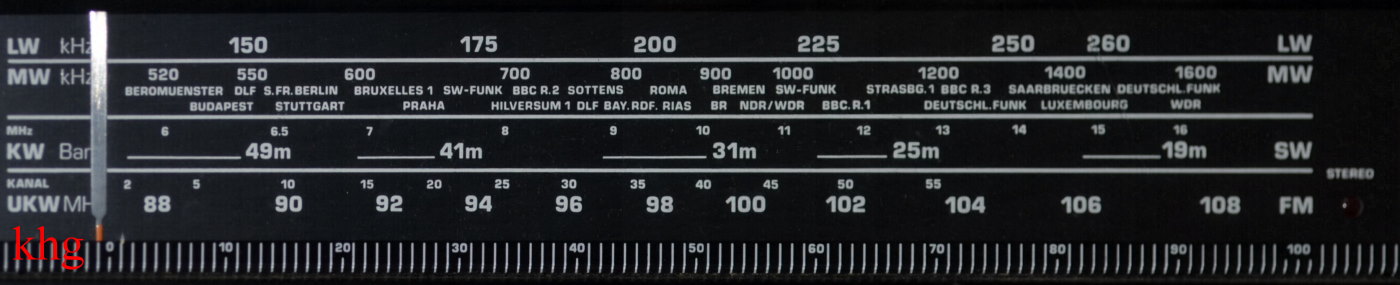 LW kHz 150 175 200 225 250 260 LW
MW kHz 520 550 600 700 800 900 1000 1200 1400 1600 MW
BEROMUENSTER DLF S.FR.BERLIN BRUXELLES 1 SW-FUNK BBC R.2 SOTTENS ROMA BREMEN SW-FUNK STRASBG.1 BBC R.3 SAARBRUECKEN DEUTSCHL.FUNK
BUDAPEST STUTTGART PRAHA HILVERSUM 1 DLF BAY.RDF. RIAS BR NDR/WDR BBC.R.1 DEUTSCHL.FUNK LUXEMBOURG WDR
MHz 6 6.5 7 8 9 10 11 12 13 14 15 16
KW Ban 49m 41m 31m 25m 19m SW
KANAL 2 5 10 15 20 25 30 35 40 45 50 55 STEREO
UKW MH 88 90 92 94 96 98 100 102 104 106 108 FM
khg
0 10 20 30 40 50 60 70 80 90 100